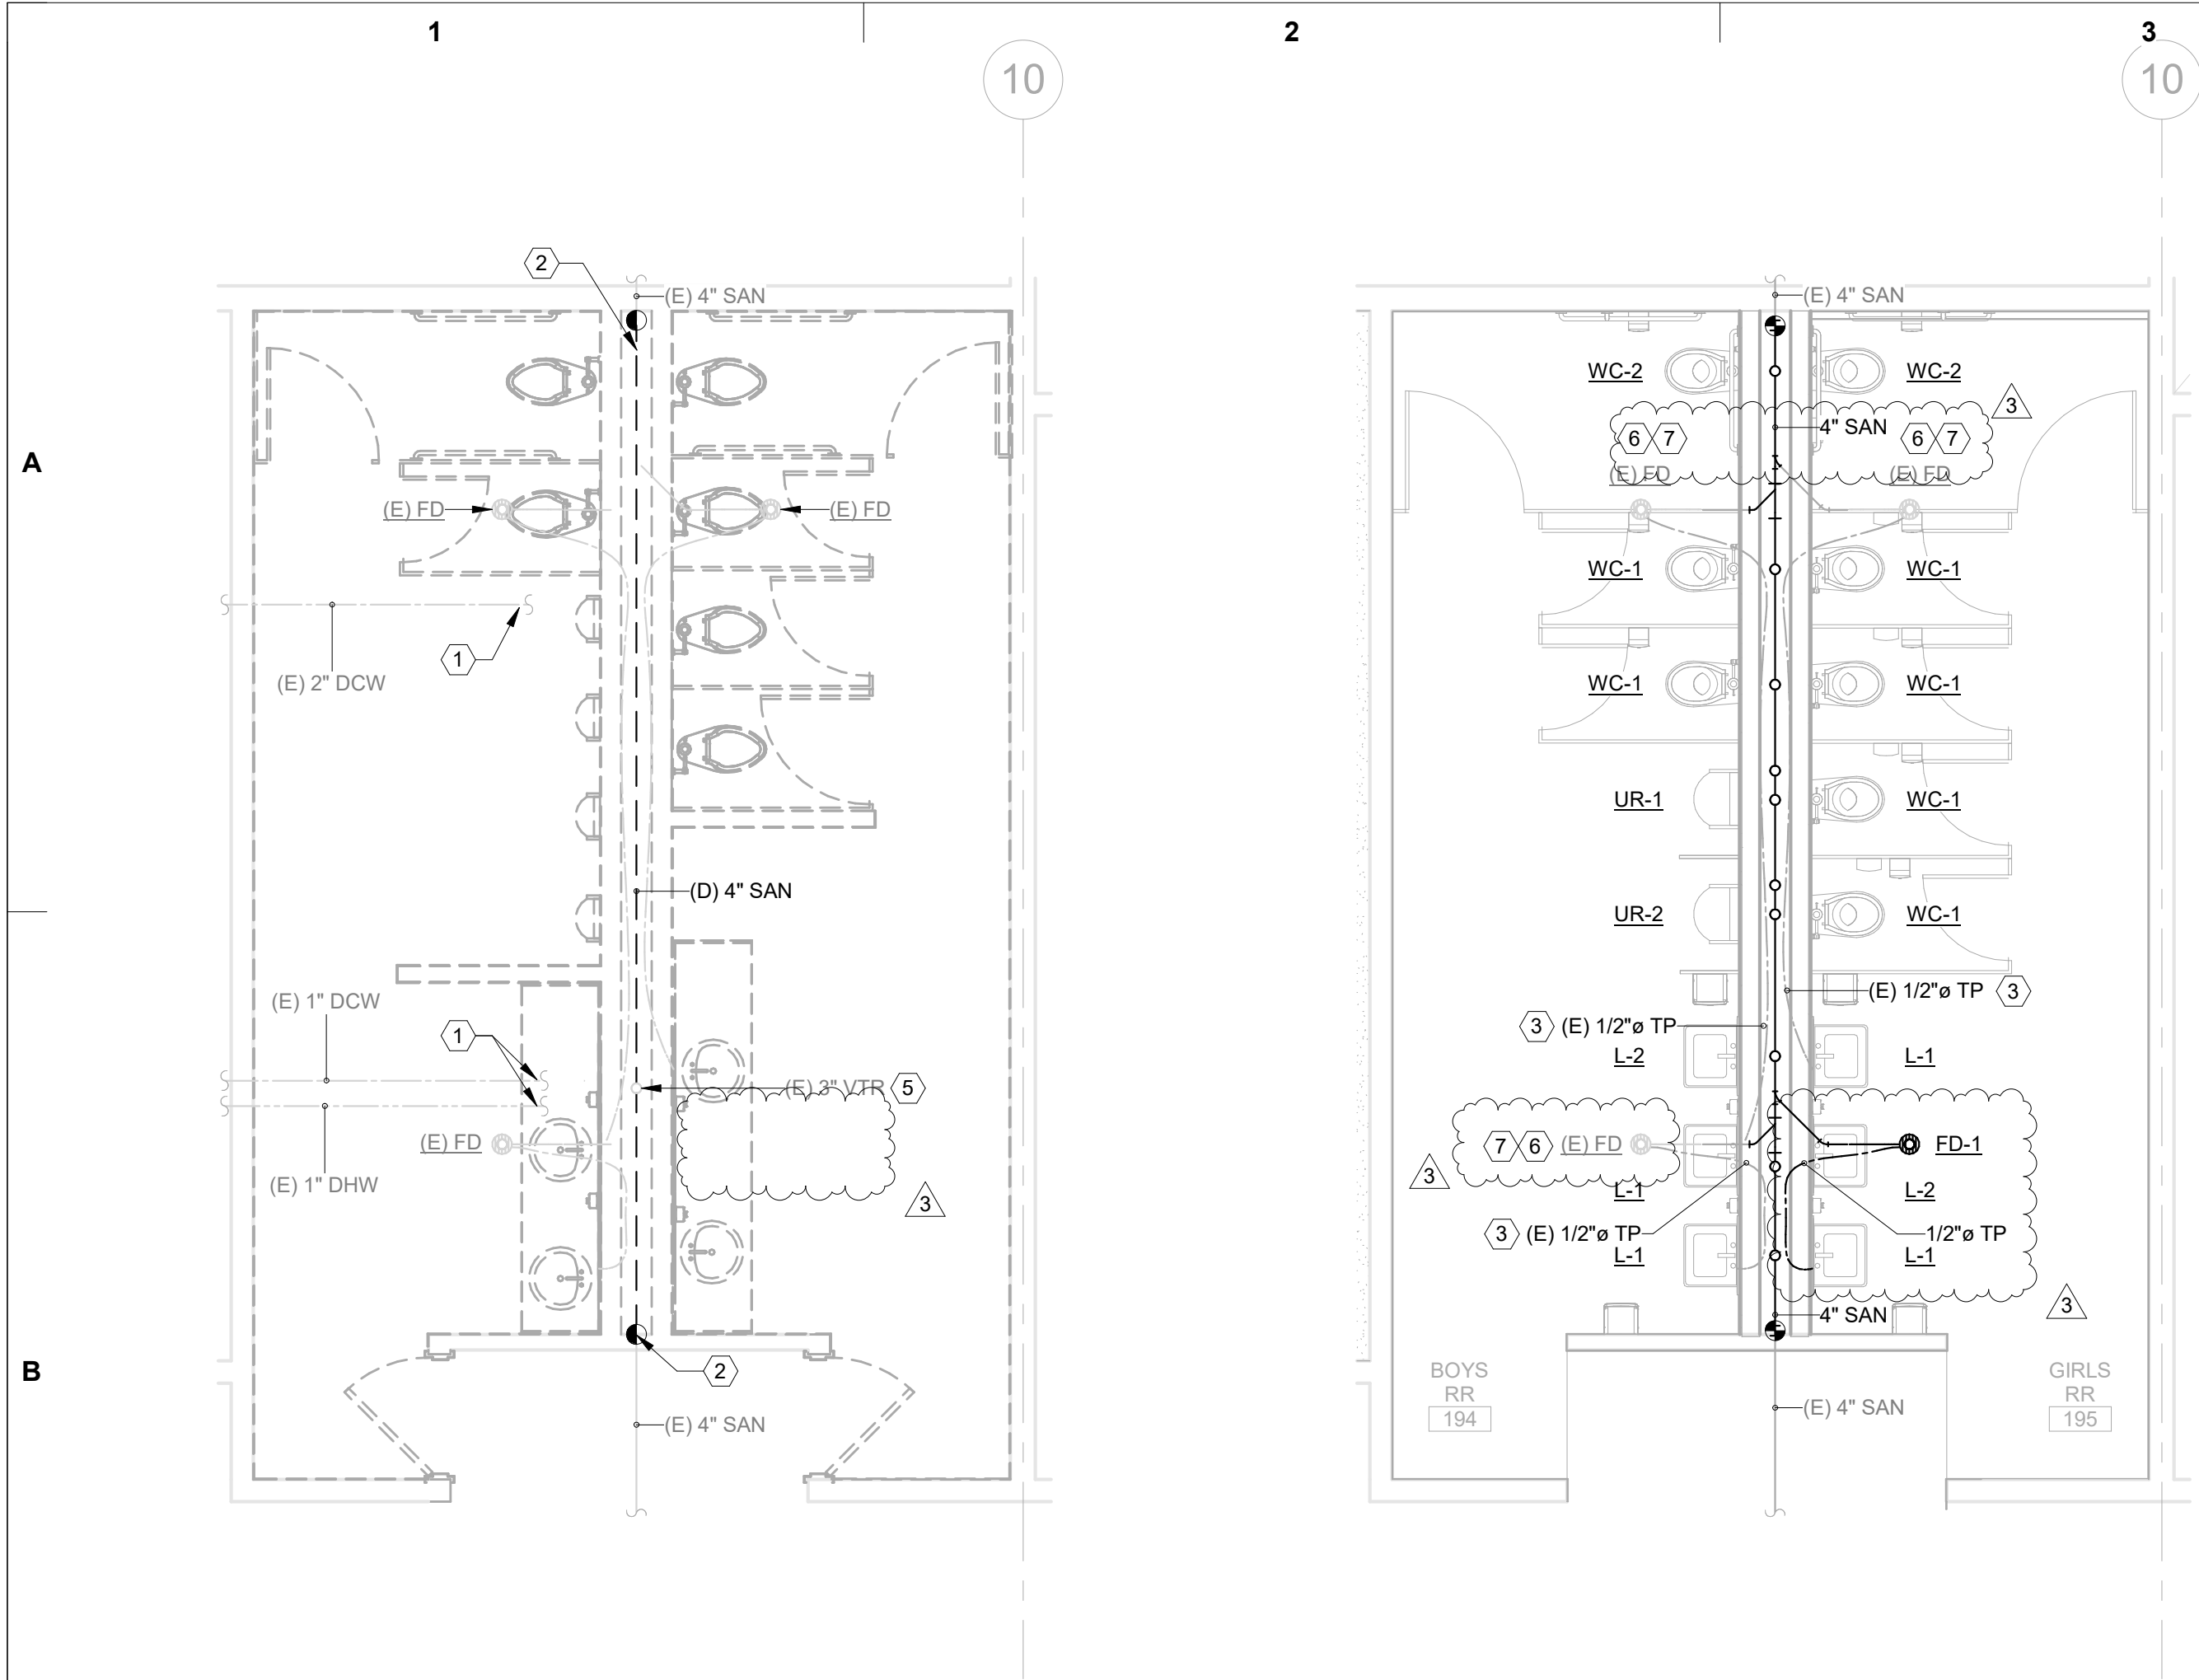 1
2
3
10
10
A
B
2
(E) 4" SAN
(E) FD
(E) FD
1
(E) 2" DCW
(D) 4" SAN
(E) 1" DCW
1
(E) 3" VTR
5
(E) FD
(E) 1" DHW
3
2
(E) 4" SAN
(E) 4" SAN
WC-2
WC-2
3
6
7
4" SAN
6
7
(E) FD
(E) FD
WC-1
WC-1
WC-1
WC-1
UR-1
WC-1
UR-2
WC-1
(E) 1/2"ø TP
3
3
(E) 1/2"ø TP
L-2
L-1
7
6
(E) FD
FD-1
3
L-1
L-2
3
(E) 1/2"ø TP
1/2"ø TP
L-1
L-1
3
4" SAN
BOYS
RR
194
GIRLS
RR
195
(E) 4" SAN